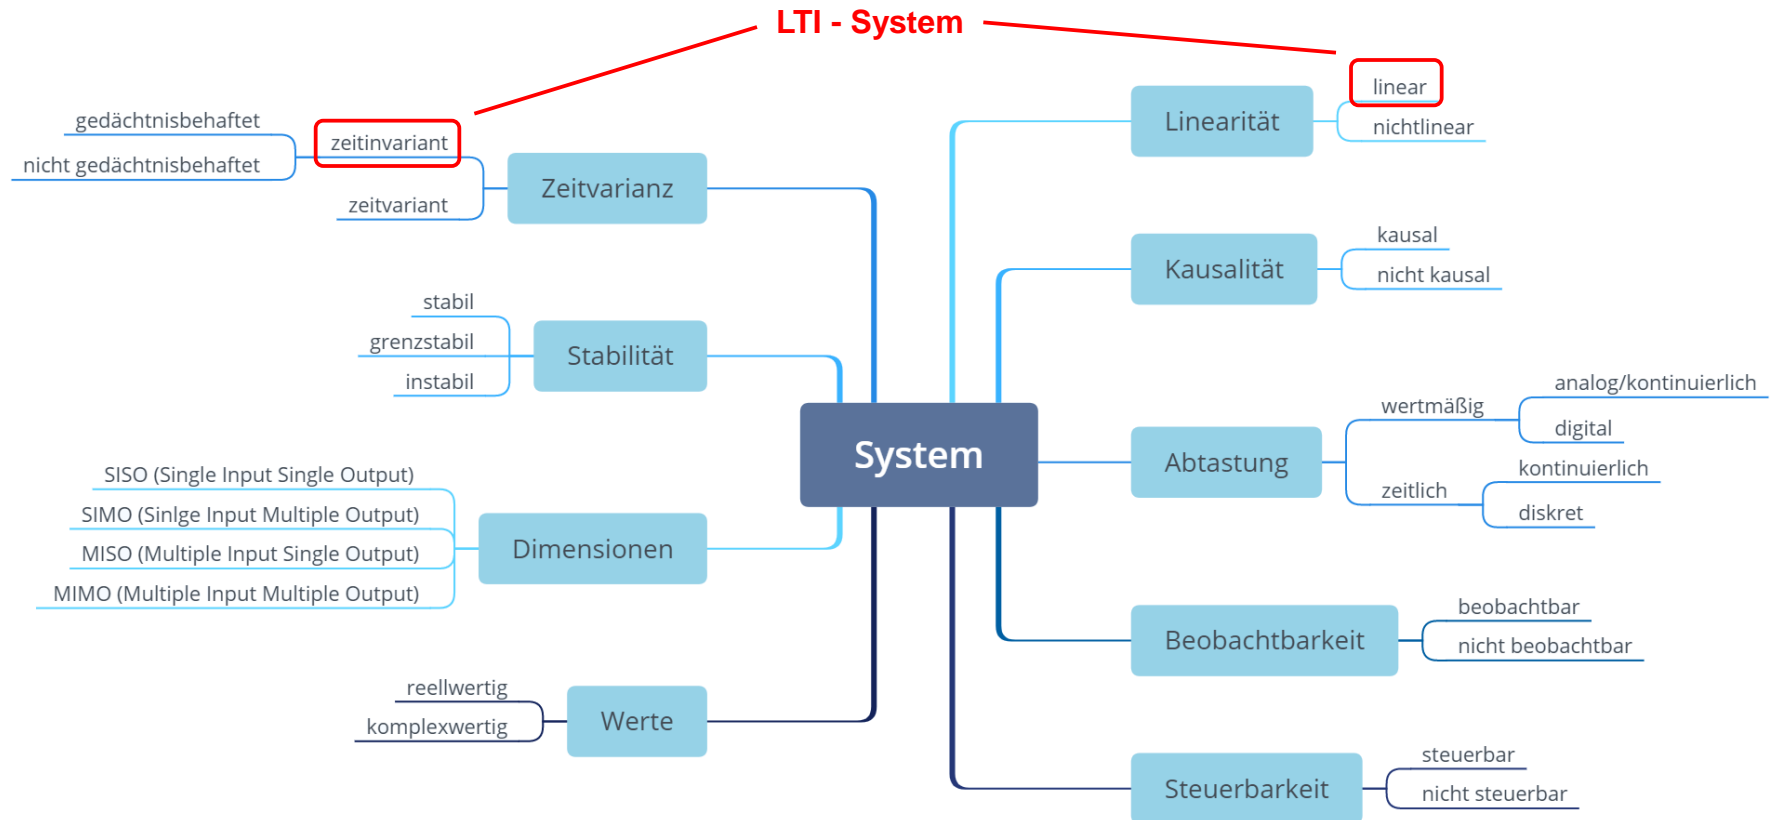 LTI - System
gedächtnisbehaftet
nicht gedächtnisbehaftet
zeitinvariant
zeitvariant
Zeitvarianz
stabil
grenzstabil
instabil
Stabilität
SISO (Single Input Single Output)
SIMO (Sinlge Input Multiple Output)
MISO (Multiple Input Single Output)
MIMO (Multiple Input Multiple Output)
Dimensionen
reellwertig
komplexwertig
Werte
System
Linearität
linear
nichtlinear
Kausalität
kausal
nicht kausal
Abtastung
wertmäßig
analog/kontinuierlich
digital
zeitlich
kontinuierlich
diskret
Beobachtbarkeit
beobachtbar
nicht beobachtbar
Steuerbarkeit
steuerbar
nicht steuerbar